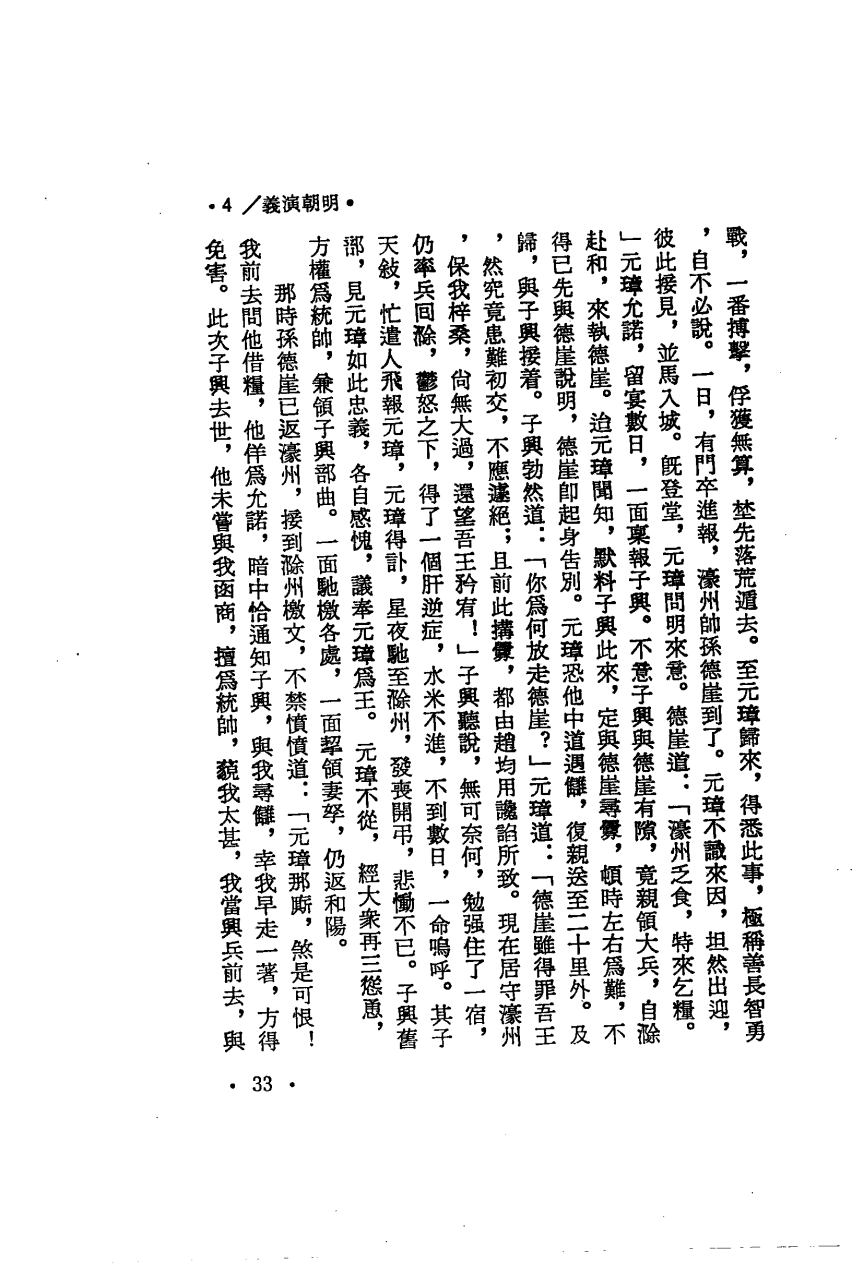 •4／義演朝明•
戰，一番搏擊，俘獲無算，埜先落荒遁去。至元璋歸來，得悉此事，極稱善長智勇
，自不必說。一日，有門卒進報，濠州帥孫德崖到了。元璋不識來因，坦然出迎，
彼此接見，並馬入城。既登堂，元璋問明來意。德崖道：「濠州乏食，特來乞糧。
」元璋允諾，留宴數日，一面稟報子興。不意子興與德崖有隙，竟親領大兵，自滁
赴和，來執德崖。迨元璋聞知，默料子興此來，定與德崖尋釁，頓時左右爲難，不
得已先與德崖說明，德崖卽起身吿別。元璋恐他中道遇讎，復親送至二十里外。及
歸，與子興接着。子興勃然道：「你爲何放走德崖？」元璋道：「德崖雖得罪吾王
，然究竟患難初交，不應遽絕；且前此搆釁，都由趙均用讒諂所致。現在居守濠州
，保我梓桑，尙無大過，還望吾王矜宥！」子興聽說，無可奈何，勉强住了一宿，
仍率兵回滁，鬱怒之下，得了一個肝逆症，水米不進，不到數日，一命嗚呼。其子
天敍，忙遣人飛報元璋，元璋得訃，星夜馳至滁州，發喪開弔，悲慟不已。子興舊
部，見元璋如此忠義，各自感愧，議奉元璋爲王。元璋不從，經大衆再三慫恿，
方權爲統帥，兼領子興部曲。一面馳檄各處，一面挈領妻孥，仍返和陽。
那時孫德崖已返濠州，接到滁州檄文，不禁憤憤道：「元璋那厮，煞是可恨！
我前去問他借糧，他佯爲允諾，暗中恰通知子興，與我尋讎，幸我早走一著，方得
免害。此次子興去世，他未嘗與我函商，擅爲統帥，藐我太甚，我當興兵前去，與
• 33 •